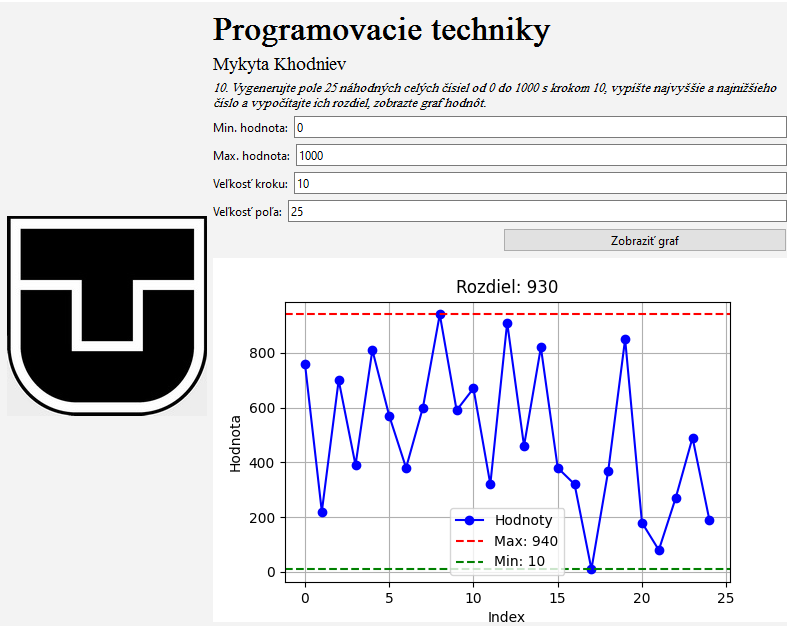 Programovacie techniky
Mykyta Khodniev
10. Vygenerujte pole 25 náhodných celých čísiel od 0 do 1000 s krokom 10, vypíšte najvyššie a najnižšieho
číslo a vypočítajte ich rozdiel, zobrazte graf hodnôt.
Min. hodnota: 0
Max. hodnota: 1000
Veľkosť kroku: 10
Veľkosť poľa: 25
Zobraziť graf
Rozdiel: 930
Hodnota
800
600
400
200
0
Hodnoty
Max: 940
Min: 10
0 5 10 15 20 25
Index